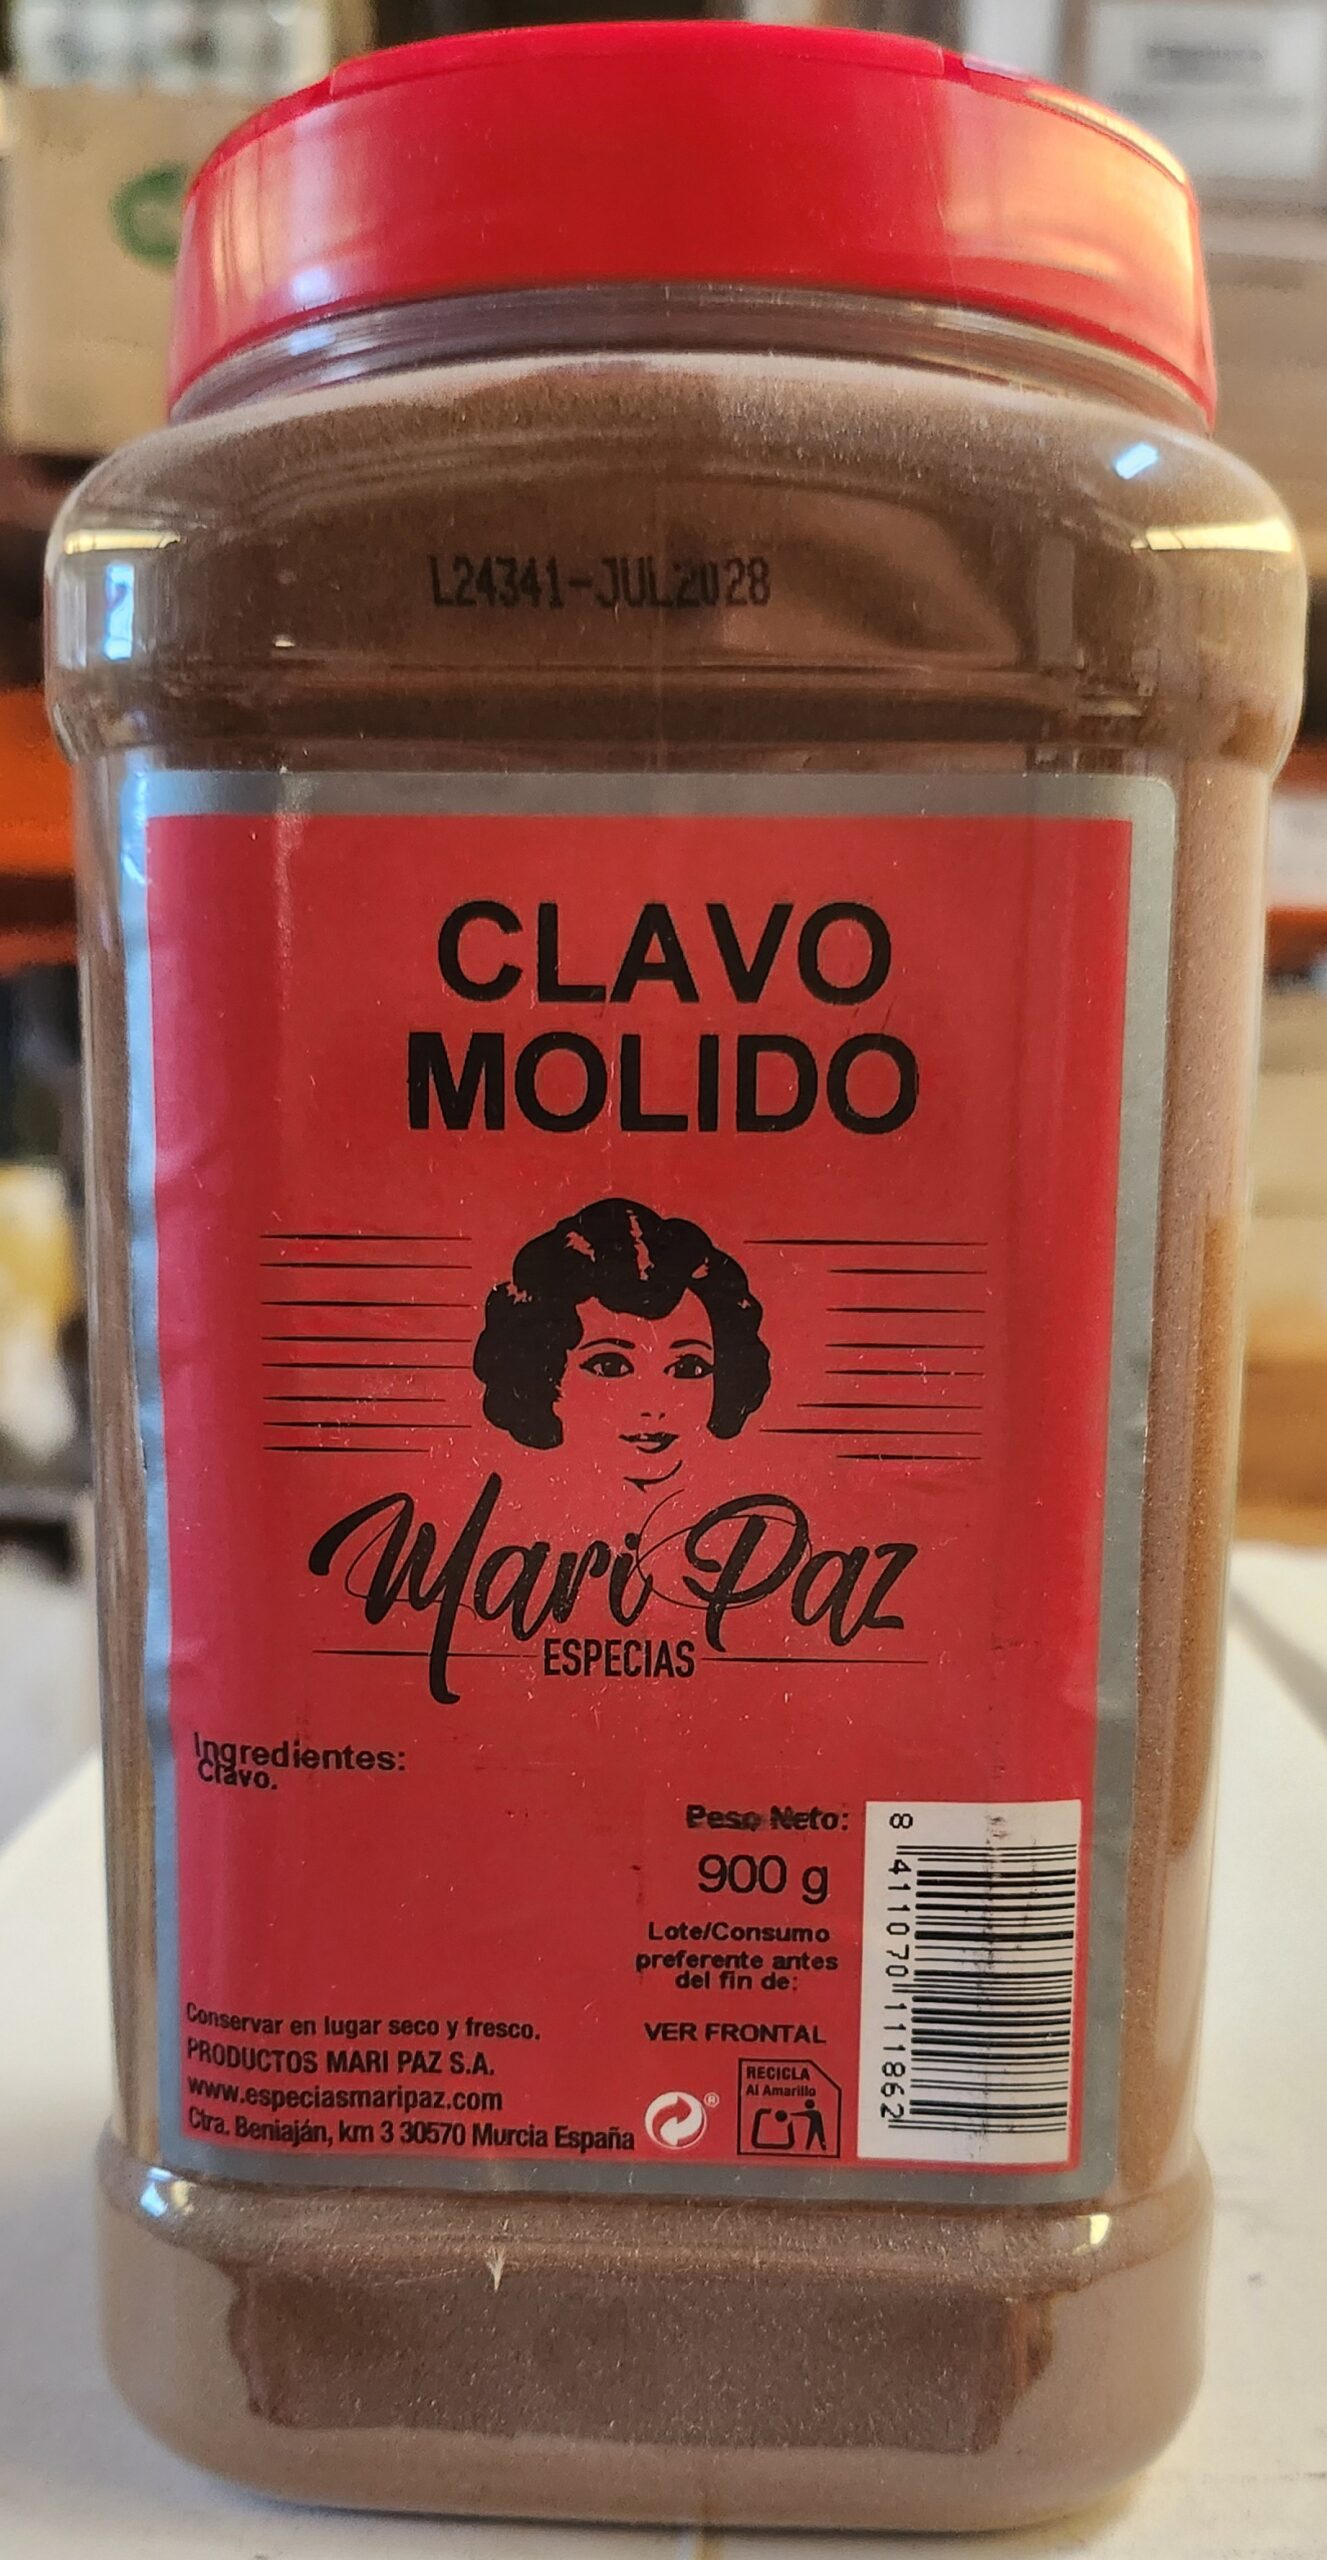 L24341-JUL2028
CLAVO
MOLIDO
Mari Paz
ESPECIAS
Ingredientes:
Clavo.
Peso Neto:
900 g
Lote/Consumo
preferente antes
del fin de:
VER FRONTAL
Conservar en lugar seco y fresco.
PRODUCTOS MARI PAZ S.A.
www.especiasmaripaz.com
Ctra. Beniaján, km 3 30570 Murcia España
®
RECICLA
Al Amarillo
8 411070 111862